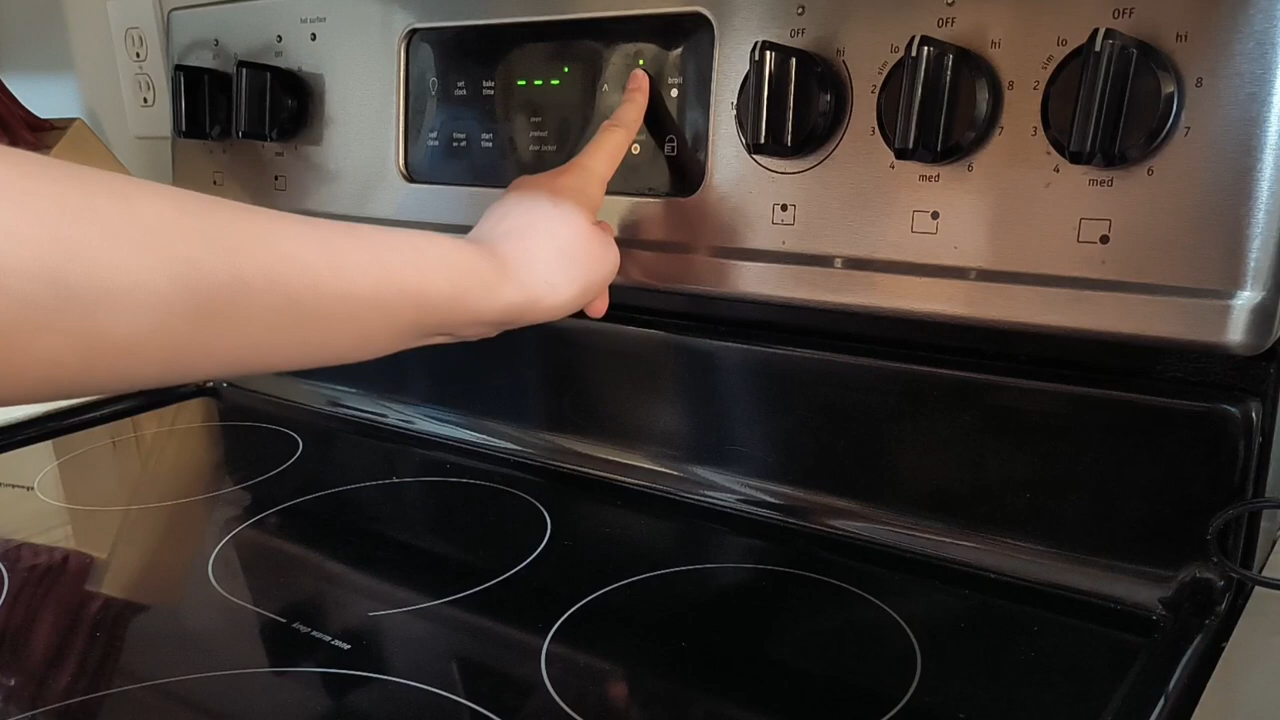 hot surface
OFF
set clock
bake time
- - - °
^
broil
self clean
timer on-off
start time
oven
preheat
door locked
OFF
hi
lo
OFF
lo
sim
2
3
4
med
6
7
8
hi
OFF
lo
sim
2
3
4
med
6
7
8
hi
keep warm zone